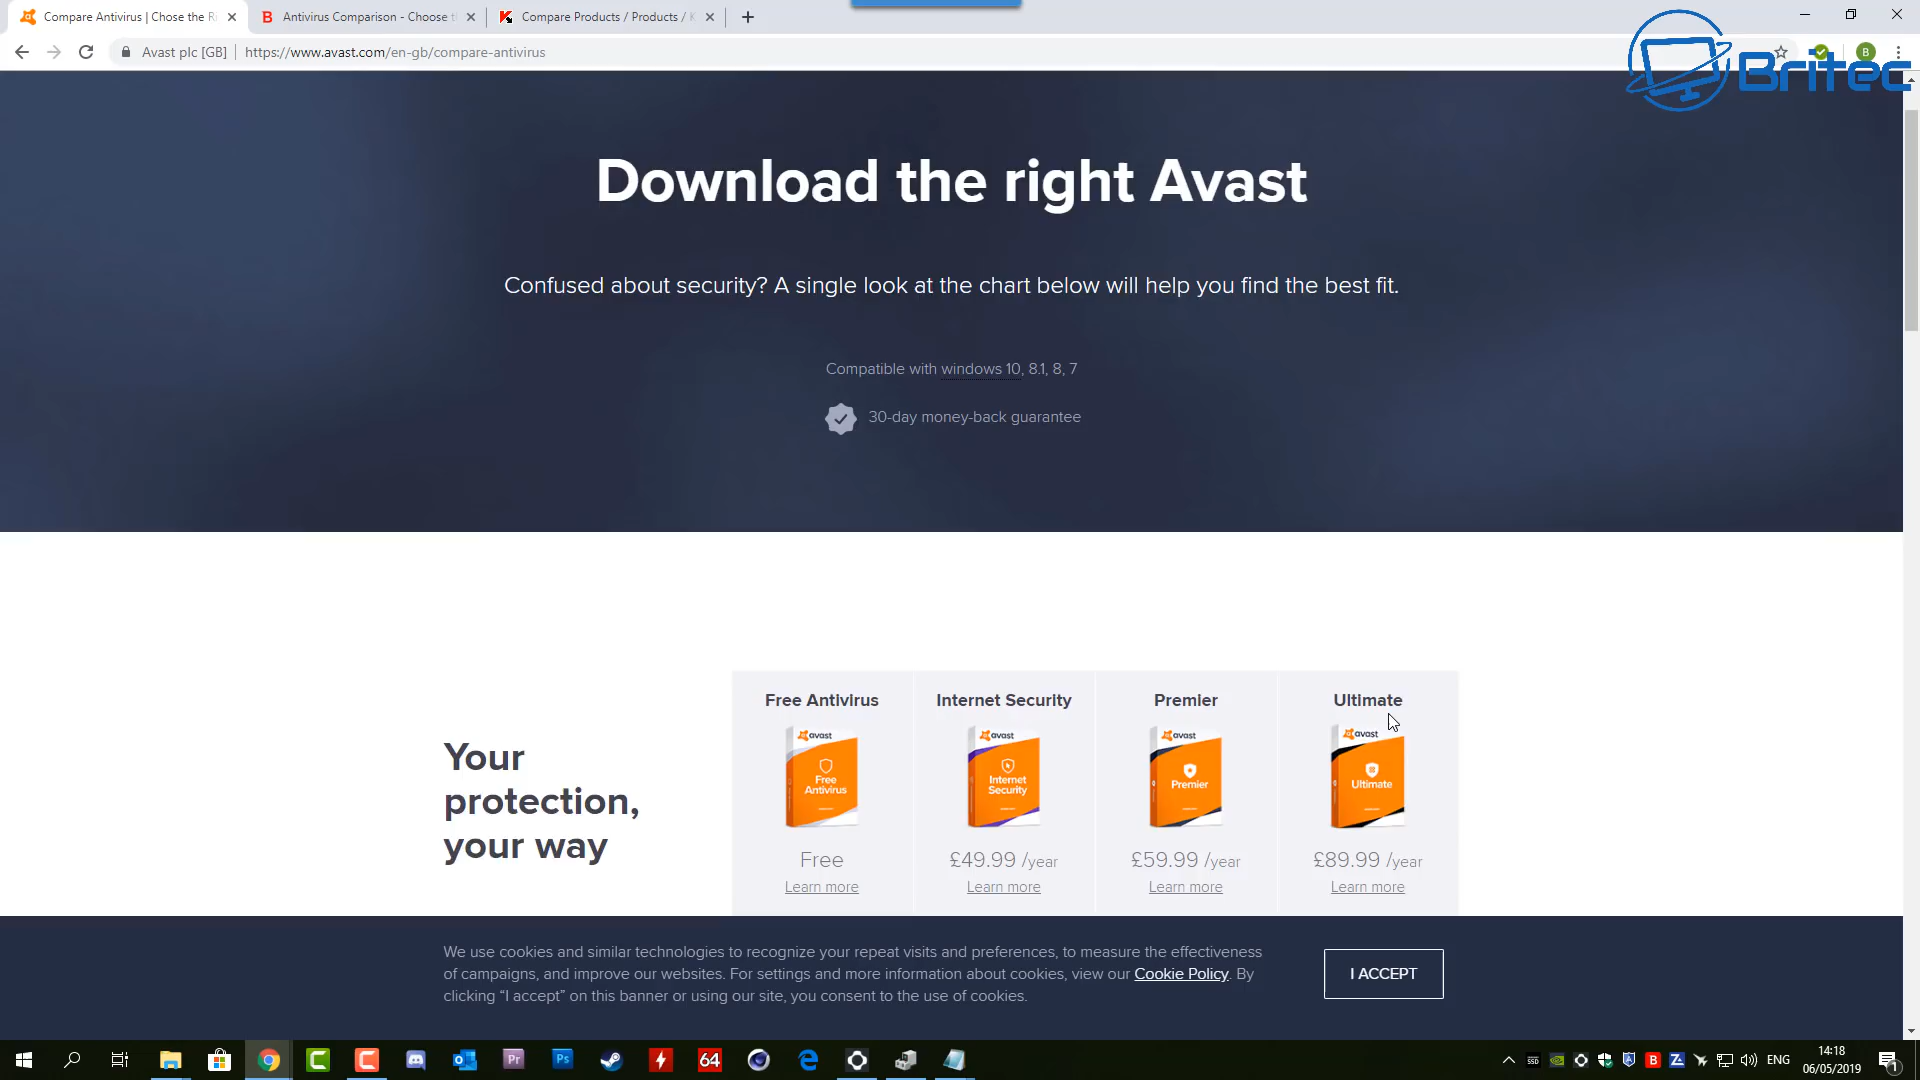 Compare Antivirus | Chose the Ri
Antivirus Comparison - Choose t
Compare Products / Products / K
Avast plc [GB]
https://www.avast.com/en-gb/compare-antivirus
B
Britec
Download the right Avast
Confused about security? A single look at the chart below will help you find the best fit.
Compatible with windows 10, 8.1, 8, 7
30-day money-back guarantee
Your
protection,
your way
Free Antivirus
Internet Security
Premier
Ultimate
avast
Free
Antivirus
avast
Internet
Security
avast
Premier
avast
Ultimate
Free
£49.99 /year
£59.99 /year
£89.99 /year
Learn more
Learn more
Learn more
Learn more
We use cookies and similar technologies to recognize your repeat visits and preferences, to measure the effectiveness
of campaigns, and improve our websites. For settings and more information about cookies, view our Cookie Policy. By
clicking “I accept” on this banner or using our site, you consent to the use of cookies.
I ACCEPT
Pr
Ps
64
SSD
B
ENG
14:18
06/05/2019
1